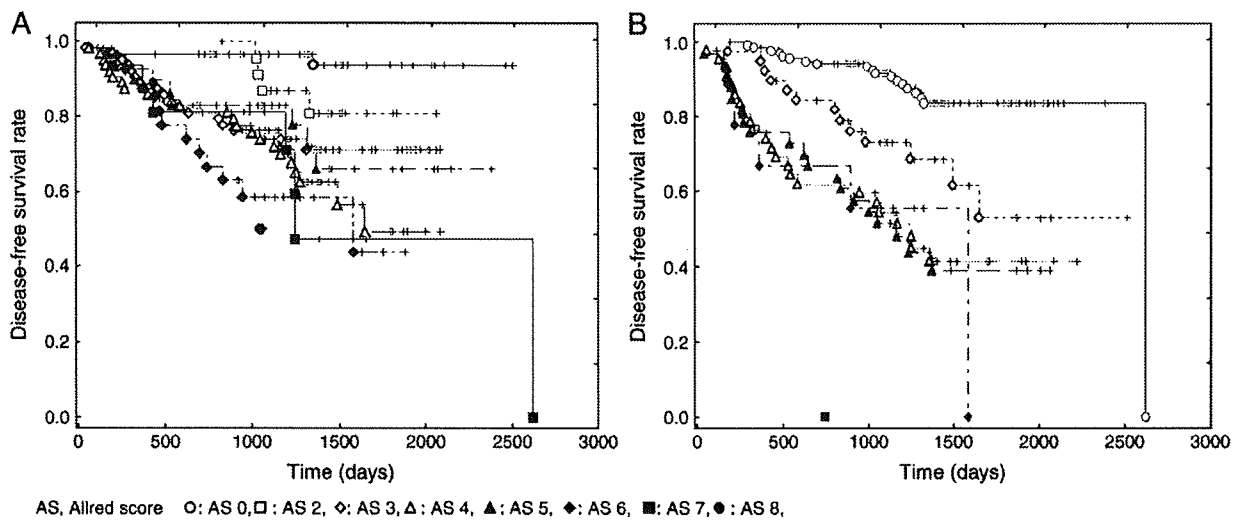 A
Disease-free survival rate
1.0
0.8
0.6
0.4
0.2
0.0
0 500 1000 1500 2000 2500 3000
Time (days)
B
Disease-free survival rate
1.0
0.8
0.6
0.4
0.2
0.0
0 500 1000 1500 2000 2500 3000
Time (days)
AS, Allred score ○: AS 0, □: AS 2, ◇: AS 3, △: AS 4, ▲: AS 5, ◆: AS 6, ■: AS 7, ●: AS 8,